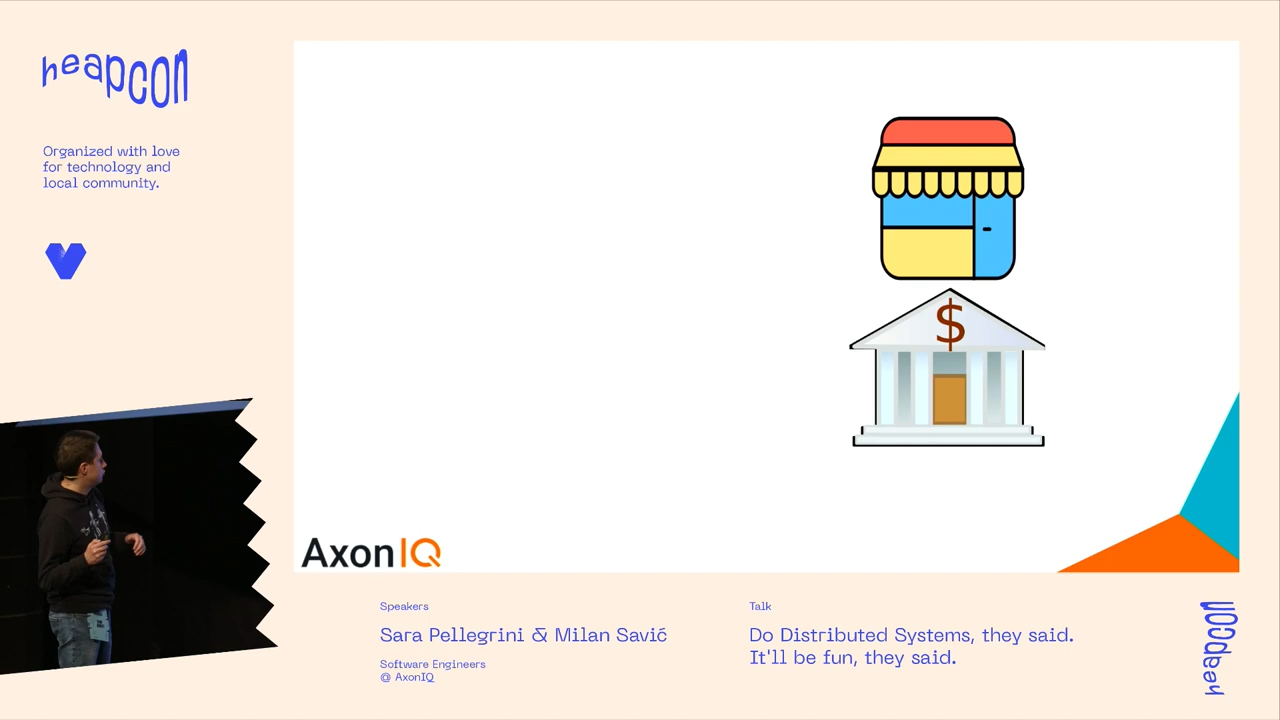 heapcon
Organized with love
for technology and
local community.
$
AxonIQ
Speakers
Sara Pellegrini & Milan Savić
Software Engineers
@ AxonIQ
Talk
Do Distributed Systems, they said.
It'll be fun, they said.
heapcon